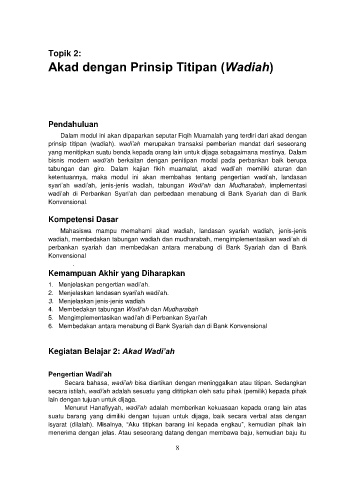 Topik 2:
Akad dengan Prinsip Titipan (Wadiah)
Pendahuluan
Dalam modul ini akan dipaparkan seputar Fiqih Muamalah yang terdiri dari akad dengan
prinsip titipan (wadiah). wadi'ah merupakan transaksi pemberian mandat dari seseorang
yang menitipkan suatu benda kepada orang lain untuk dijaga sebagaimana mestinya. Dalam
bisnis modern wadi'ah berkaitan dengan penitipan modal pada perbankan baik berupa
tabungan dan giro. Dalam kajian fikih muamalat, akad wadi'ah memiliki aturan dan
ketentuannya, maka modul ini akan membahas tentang pengertian wadi'ah, landasan
syari'ah wadi'ah, jenis-jenis wadiah, tabungan Wadi'ah dan Mudharabah, implementasi
wadi'ah di Perbankan Syari'ah dan perbedaan menabung di Bank Syariah dan di Bank
Konvensional.
Kompetensi Dasar
Mahasiswa mampu memahami akad wadiah, landasan syariah wadiah, jenis-jenis
wadiah, membedakan tabungan wadiah dan mudharabah, mengimplementasikan wadi'ah di
perbankan syariah dan membedakan antara menabung di Bank Syariah dan di Bank
Konvensional
.
Kemampuan Akhir yang Diharapkan
1. Menjelaskan pengertian wadi'ah.
2. Menjelaskan landasan syari'ah wadi'ah.
3. Menjelaskan jenis-jenis wadiah
4. Membedakan tabungan Wadi'ah dan Mudharabah
5. Mengimplementasikan wadi'ah di Perbankan Syari'ah
6. Membedakan antara menabung di Bank Syariah dan di Bank Konvensional
Kegiatan Belajar 2: Akad Wadi'ah
Pengertian Wadi'ah
Secara bahasa, wadi'ah bisa diartikan dengan meninggalkan atau titipan. Sedangkan
secara istilah, wadi'ah adalah sesuatu yang dititipkan oleh satu pihak (pemilik) kepada pihak
lain dengan tujuan untuk dijaga.
Menurut Hanafiyyah, wadi'ah adalah memberikan kekuasaan kepada orang lain atas
suatu barang yang dimiliki dengan tujuan untuk dijaga, baik secara verbal atas dengan
isyarat (dilalah). Misalnya, "Aku titipkan barang ini kepada engkau", kemudian pihak lain
menerima dengan jelas. Atau seseorang datang dengan membawa baju, kemudian baju itu
8